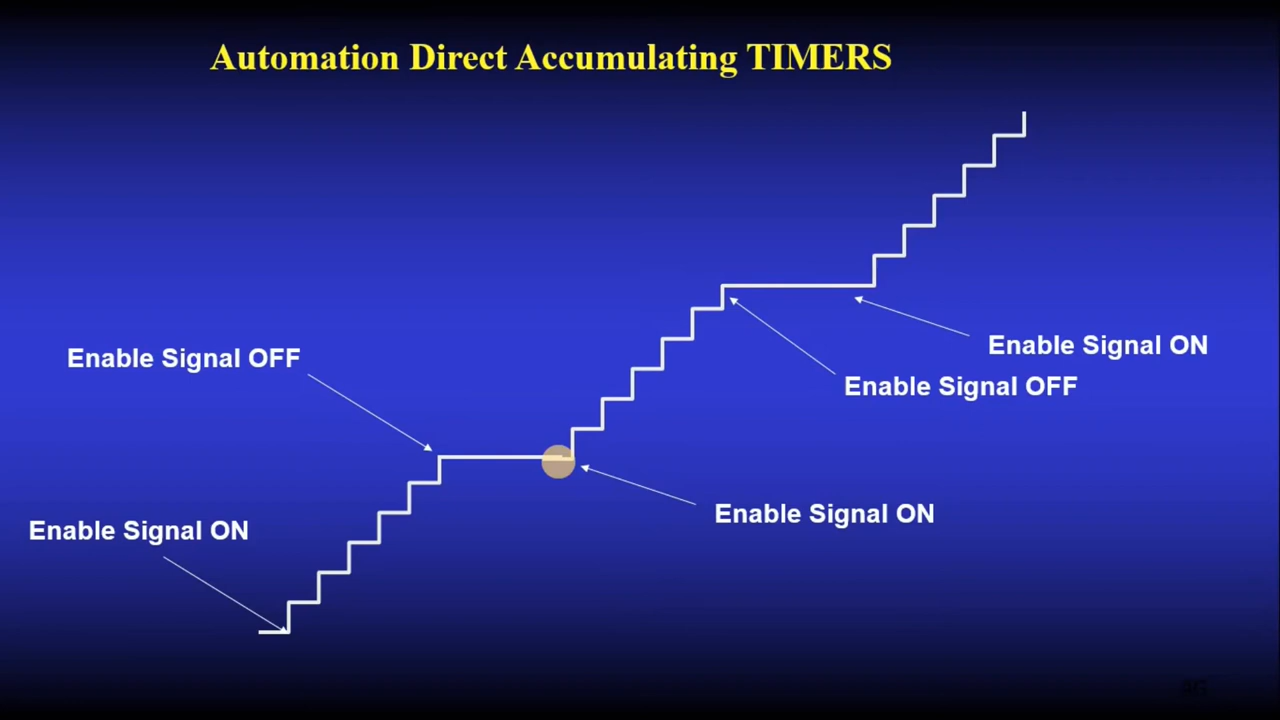 Automation Direct Accumulating TIMERS
Enable Signal ON
Enable Signal OFF
Enable Signal OFF
Enable Signal ON
Enable Signal ON